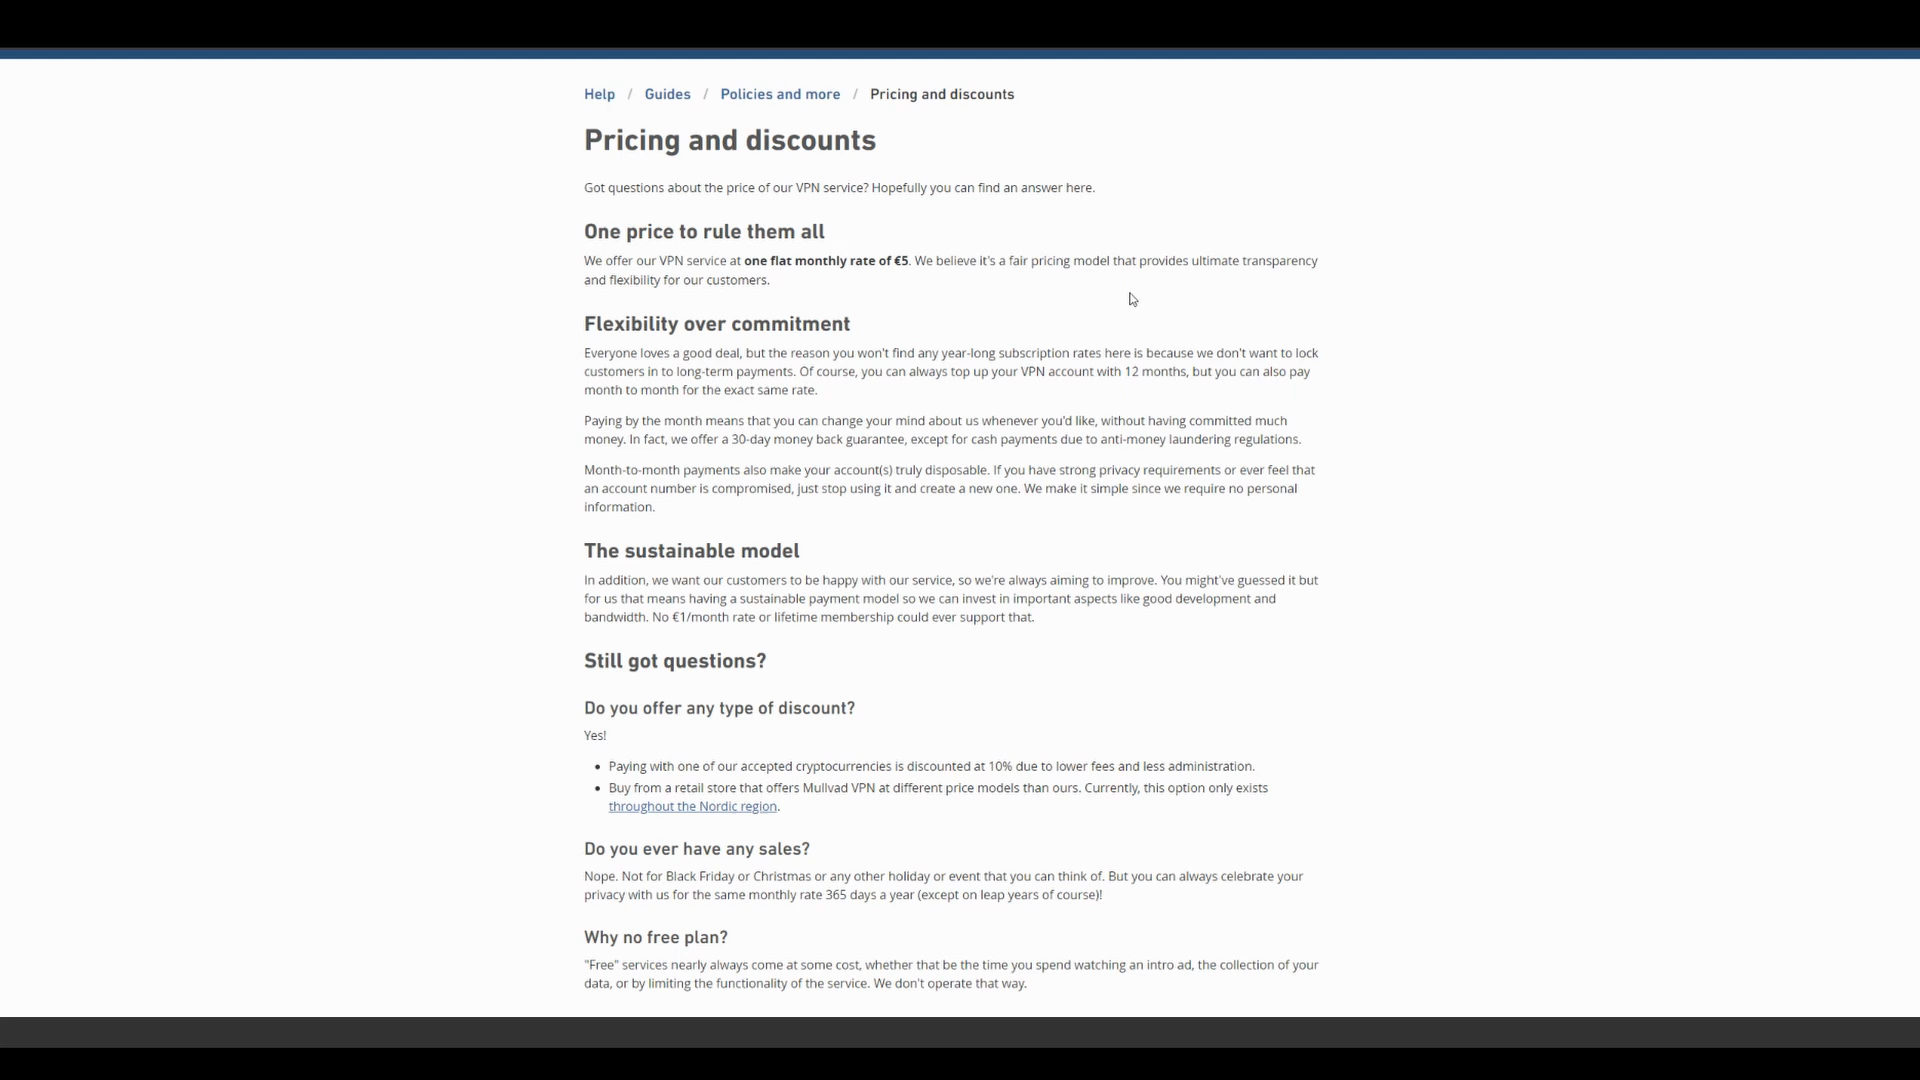 Help / Guides / Policies and more / Pricing and discounts
Pricing and discounts
Got questions about the price of our VPN service? Hopefully you can find an answer here.
One price to rule them all
We offer our VPN service at one flat monthly rate of €5. We believe it's a fair pricing model that provides ultimate transparency
and flexibility for our customers.
Flexibility over commitment
Everyone loves a good deal, but the reason you won't find any year-long subscription rates here is because we don't want to lock
customers in to long-term payments. Of course, you can always top up your VPN account with 12 months, but you can also pay
month to month for the exact same rate.
Paying by the month means that you can change your mind about us whenever you'd like, without having committed much
money. In fact, we offer a 30-day money back guarantee, except for cash payments due to anti-money laundering regulations.
Month-to-month payments also make your account(s) truly disposable. If you have strong privacy requirements or ever feel that
an account number is compromised, just stop using it and create a new one. We make it simple since we require no personal
information.
The sustainable model
In addition, we want our customers to be happy with our service, so we're always aiming to improve. You might've guessed it but
for us that means having a sustainable payment model so we can invest in important aspects like good development and
bandwidth. No €1/month rate or lifetime membership could ever support that.
Still got questions?
Do you offer any type of discount?
Yes!
• Paying with one of our accepted cryptocurrencies is discounted at 10% due to lower fees and less administration.
• Buy from a retail store that offers Mullvad VPN at different price models than ours. Currently, this option only exists
throughout the Nordic region.
Do you ever have any sales?
Nope. Not for Black Friday or Christmas or any other holiday or event that you can think of. But you can always celebrate your
privacy with us for the same monthly rate 365 days a year (except on leap years of course)!
Why no free plan?
"Free" services nearly always come at some cost, whether that be the time you spend watching an intro ad, the collection of your
data, or by limiting the functionality of the service. We don't operate that way.